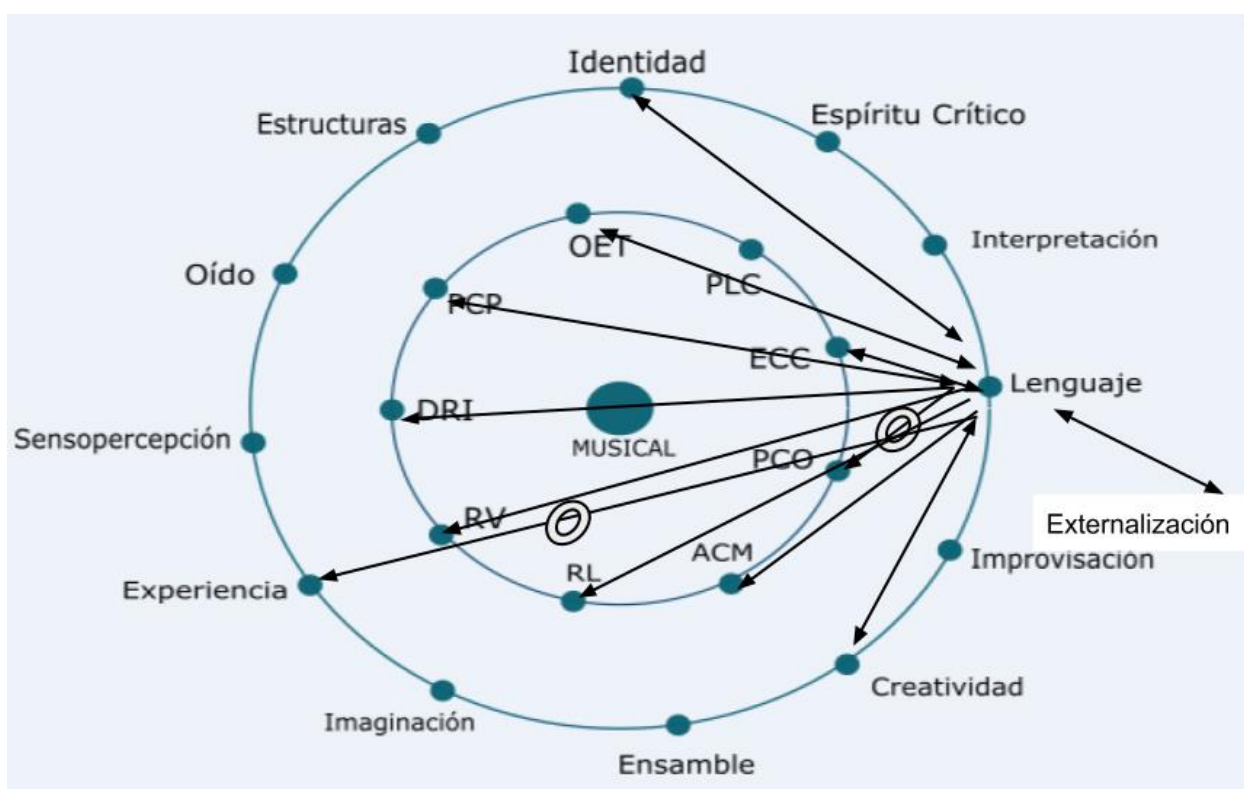 Identidad
Espíritu Crítico
Estructuras
Interpretación
OET
Oído
PLC
PCP
ECC
Lenguaje
DRI
Sensopercepción
MUSICAL
PCO
RV
Externalización
ACM
Improvisación
RL
Experiencia
Creatividad
Imaginación
Ensamble